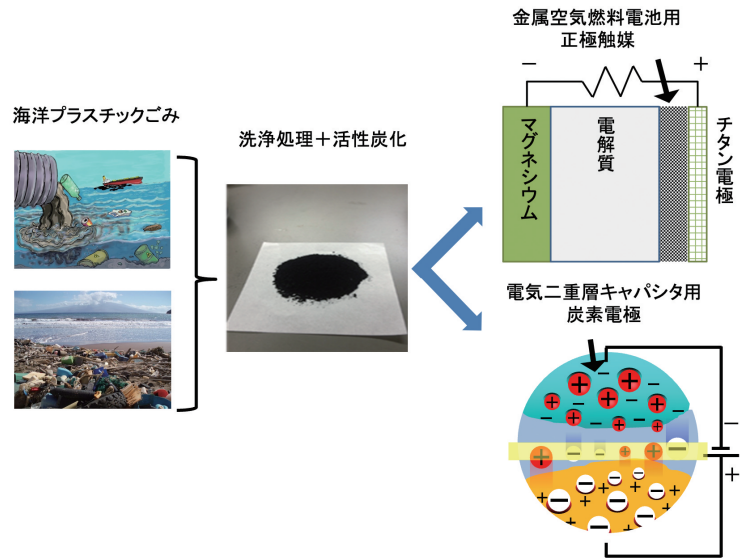 海洋プラスチックごみ
洗浄処理＋活性炭化
金属空気燃料電池用
正極触媒
－
＋
マグネシウム
電解質
チタン電極
電気二重層キャパシタ用
炭素電極
－
＋